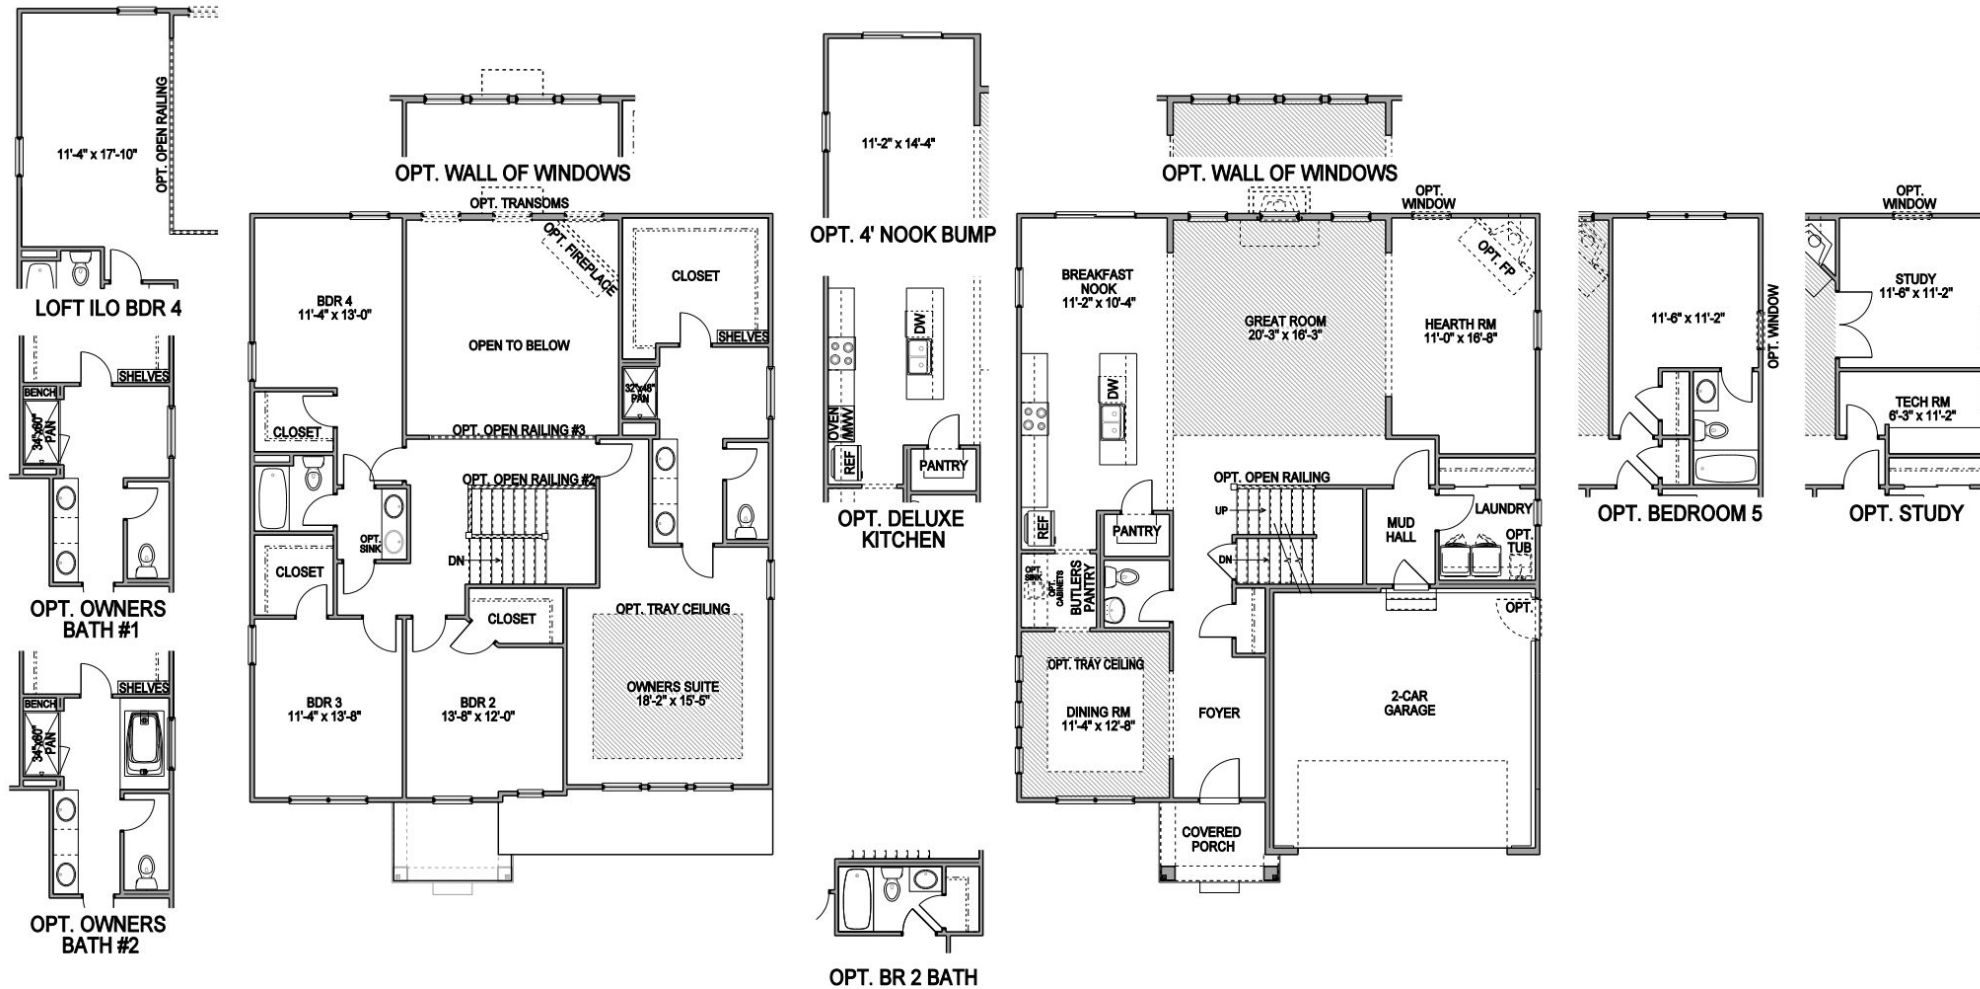 11'-4" x 17'-10"
OPT. OPEN RAILING
LOFT ILO BDR 4
SHELVES
BENCH
34"x60"
PAN
OPT. OWNERS
BATH #1
SHELVES
BENCH
34"x60"
PAN
OPT. OWNERS
BATH #2
OPT. WALL OF WINDOWS
OPT. TRANSOMS
OPT. FIREPLACE
CLOSET
BDR 4
11'-4" x 13'-0"
OPEN TO BELOW
SHELVES
32"x48"
PAN
CLOSET
OPT. OPEN RAILING #3
OPT. OPEN RAILING #2
OPT.
SINK
DN
CLOSET
CLOSET
OPT. TRAY CEILING
OWNERS SUITE
18'-2" x 15'-5"
BDR 3
11'-4" x 13'-8"
BDR 2
13'-8" x 12'-0"
11'-2" x 14'-4"
OPT. 4' NOOK BUMP
DW
OVEN
/MW
REF
PANTRY
OPT. DELUXE
KITCHEN
OPT. BR 2 BATH
OPT. WALL OF WINDOWS
OPT.
WINDOW
OPT. FP
BREAKFAST
NOOK
11'-2" x 10'-4"
GREAT ROOM
20'-3" x 16'-3"
HEARTH RM
11'-0" x 16'-8"
DW
OPT. OPEN RAILING
REF
PANTRY
UP
DN
MUD
HALL
LAUNDRY
OPT.
TUB
OPT.
SINK
OPT.
CABINETS
BUTLERS
PANTRY
OPT.
OPT. TRAY CEILING
DINING RM
11'-4" x 12'-8"
FOYER
2-CAR
GARAGE
COVERED
PORCH
11'-6" x 11'-2"
OPT. WINDOW
OPT. BEDROOM 5
OPT.
WINDOW
STUDY
11'-6" x 11'-2"
TECH RM
6'-3" x 11'-2"
OPT. STUDY